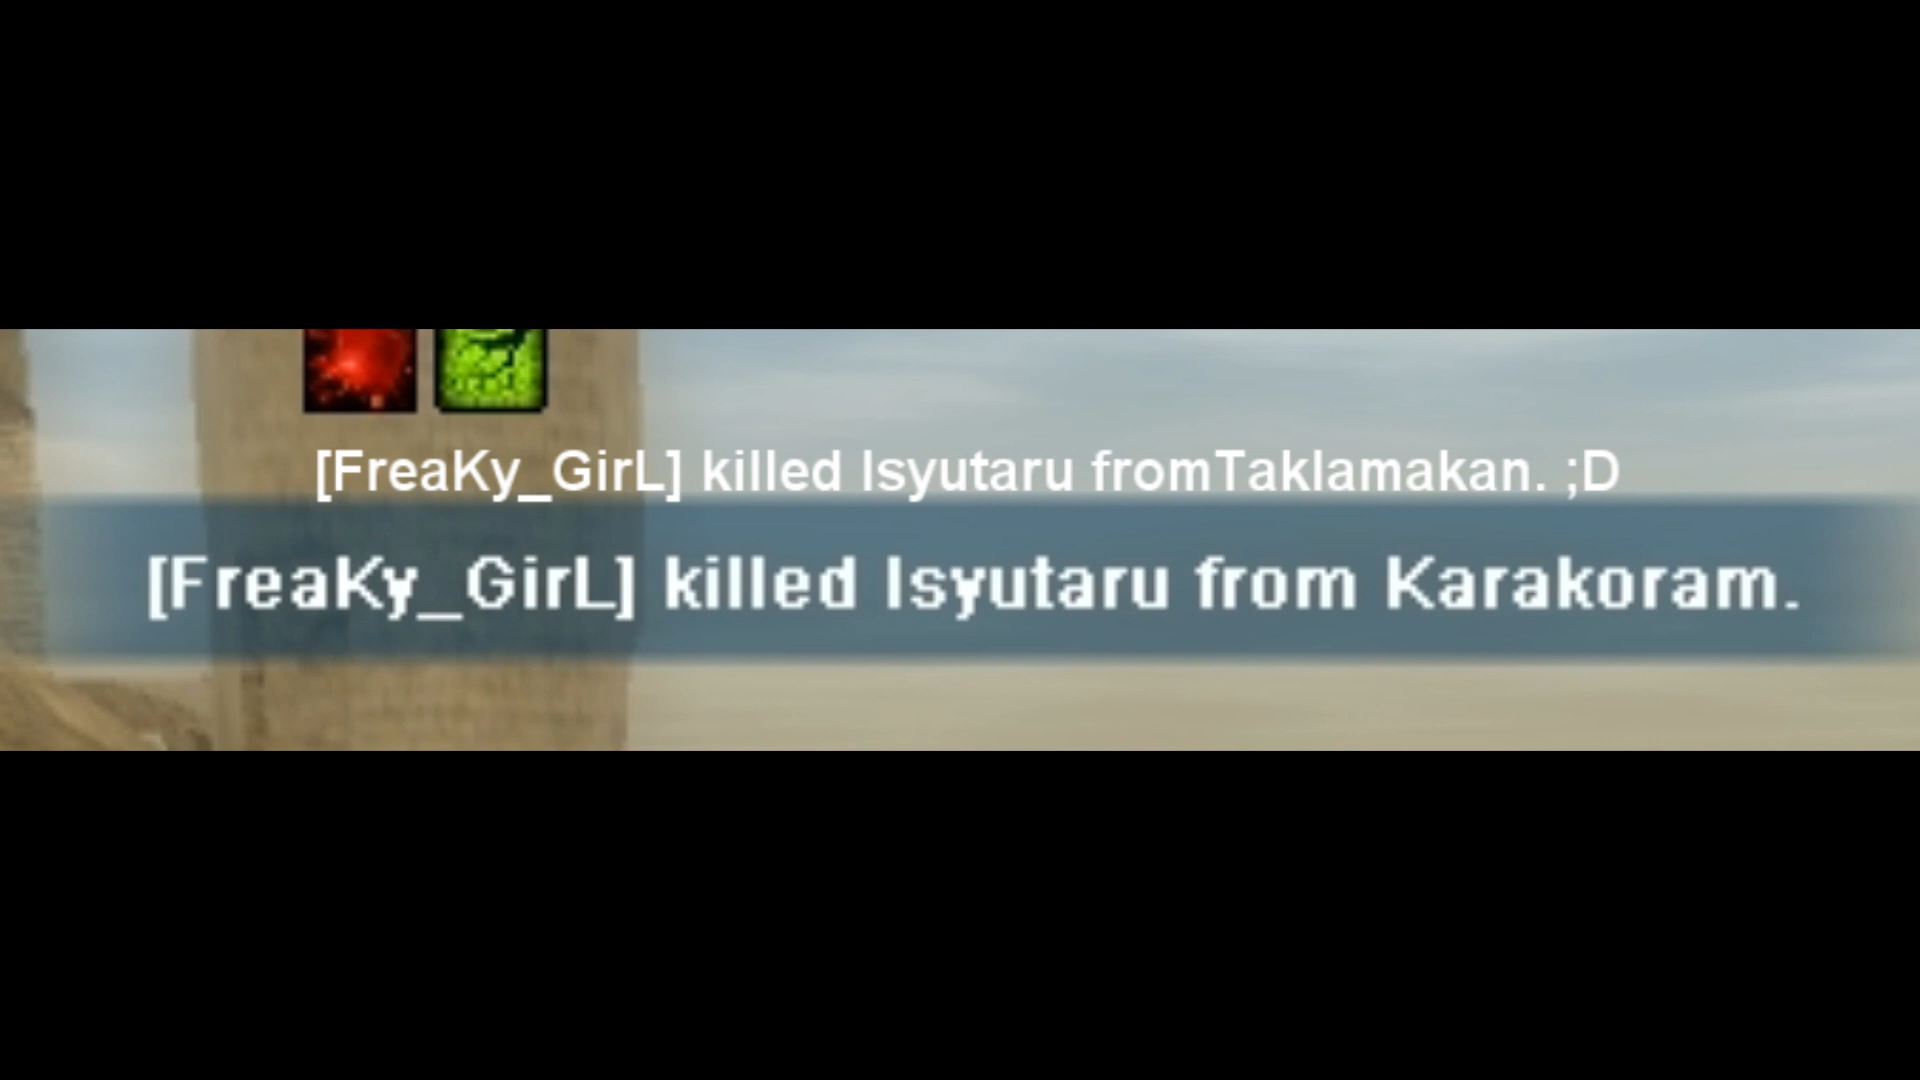 [FreaKy_GirL] killed Isyutaru fromTaklamakan. ;D
[FreaKy_GirL] killed Isyutaru from Karakoram.